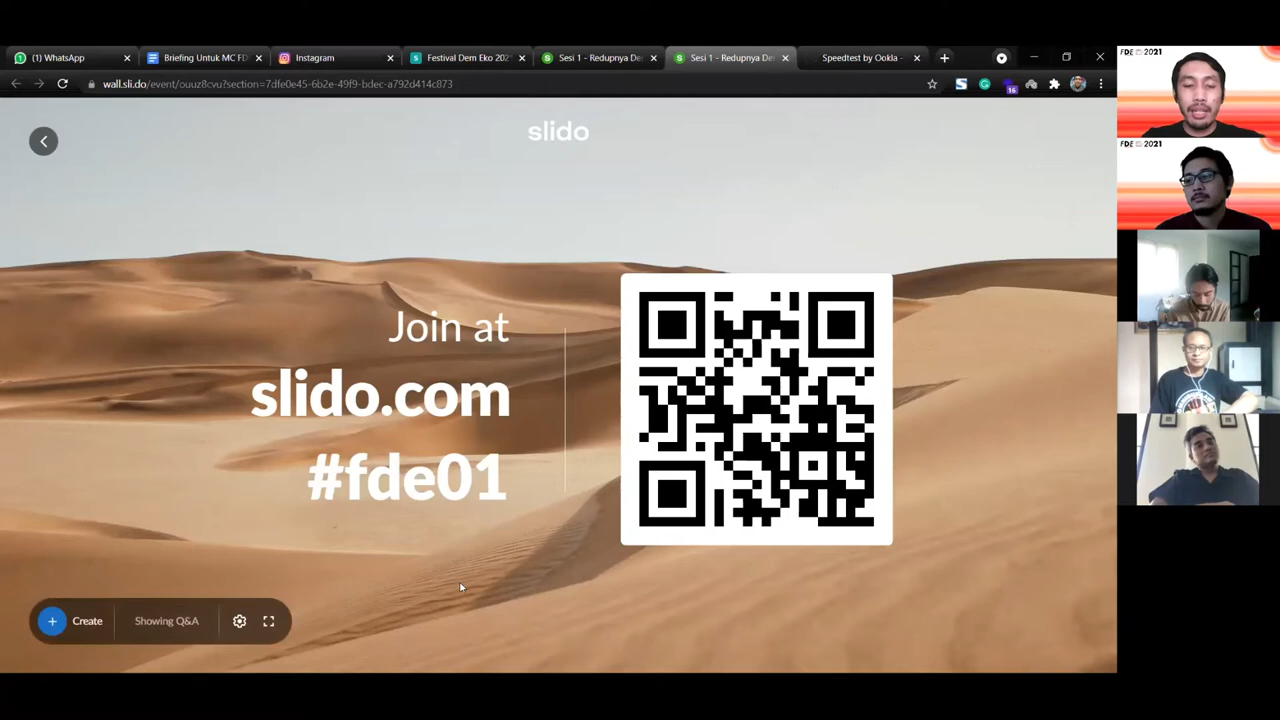 (1) WhatsApp
Briefing Untuk MC FD
Instagram
Festival Dem Eko 2021
Sesi 1 - Redupnya De
Sesi 1 - Redupnya De
Speedtest by Ookla -
wall.sli.do/event/ouuz8cvu?section=7dfe0e45-6b2e-49f9-bdec-a792d414c873
16
slido
Join at
slido.com
#fde01
Create
Showing Q&A
FDE 2021
FDE 2021